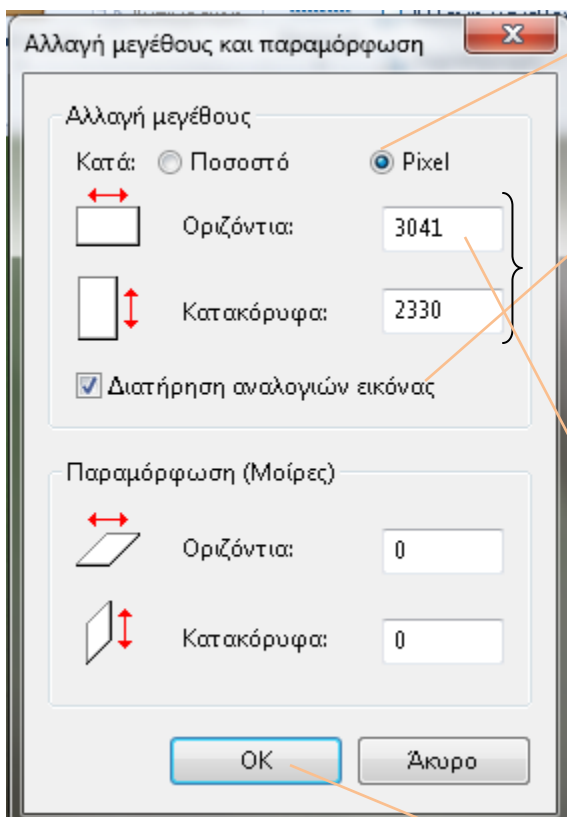 Αλλαγή μεγέθους και παραμόρφωση
Αλλαγή μεγέθους
Κατά: Ποσοστό Pixel
Οριζόντια: 3041
Κατακόρυφα: 2330
Διατήρηση αναλογιών εικόνας
Παραμόρφωση (Μοίρες)
Οριζόντια: 0
Κατακόρυφα: 0
OK Άκυρο